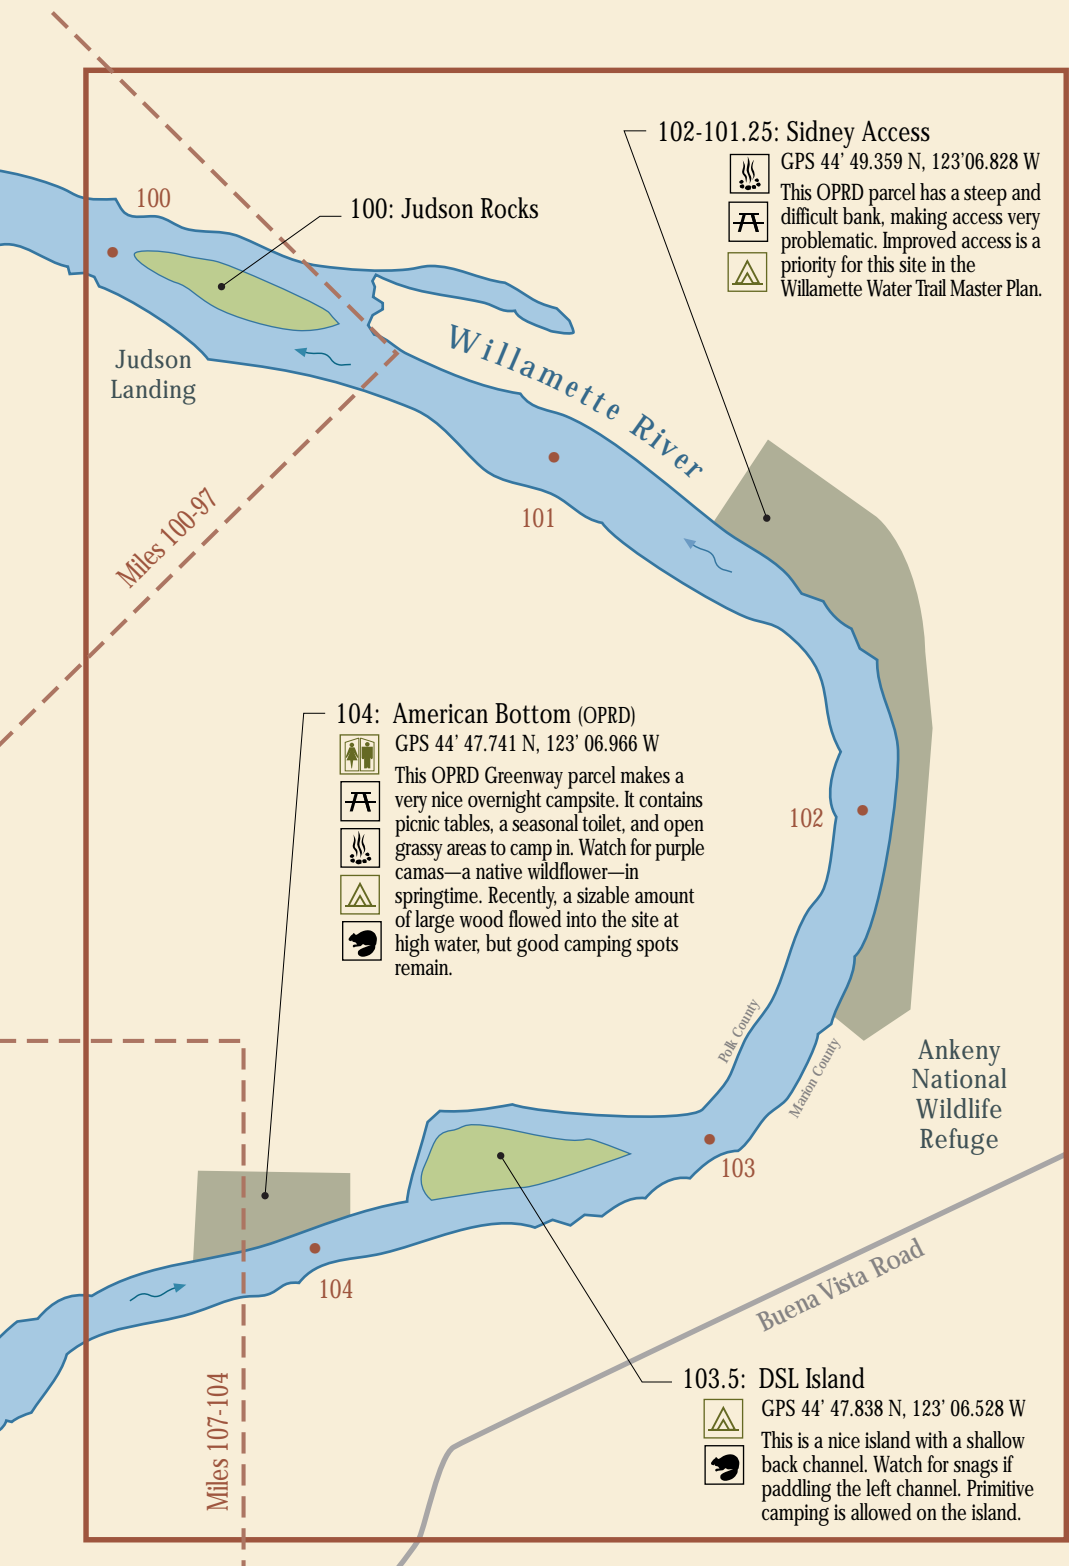 102-101.25: Sidney Access
GPS 44' 49.359 N, 123'06.828 W
This OPRD parcel has a steep and
difficult bank, making access very
problematic. Improved access is a
priority for this site in the
Willamette Water Trail Master Plan.
100
100: Judson Rocks
Judson
Landing
Willamette River
101
Miles 100-97
104: American Bottom (OPRD)
GPS 44' 47.741 N, 123' 06.966 W
This OPRD Greenway parcel makes a
very nice overnight campsite. It contains
picnic tables, a seasonal toilet, and open
grassy areas to camp in. Watch for purple
camas—a native wildflower—in
springtime. Recently, a sizable amount
of large wood flowed into the site at
high water, but good camping spots
remain.
102
Polk County
Marion County
Ankeny
National
Wildlife
Refuge
103
104
Buena Vista Road
Miles 107-104
103.5: DSL Island
GPS 44' 47.838 N, 123' 06.528 W
This is a nice island with a shallow
back channel. Watch for snags if
paddling the left channel. Primitive
camping is allowed on the island.